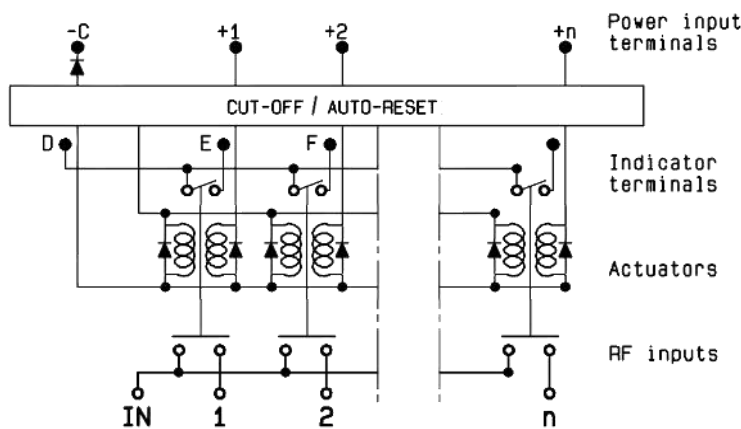 -C +1 +2 +n
Power input
terminals
CUT-OFF / AUTO-RESET
D E F
Indicator
terminals
Actuators
RF inputs
IN 1 2 n